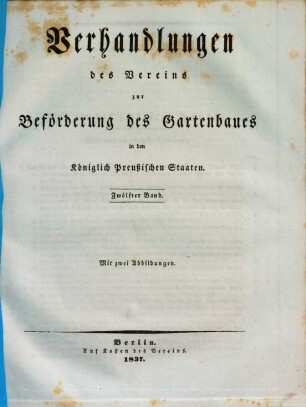 Verhandlungen
des Vereins
zur
Beförderung des Gartenbaues
in den
Königlich Preußischen Staaten.
Zwölfter Band.
Mit zwei Abbildungen.
Berlin.
Auf Kosten des Vereins.
1837.